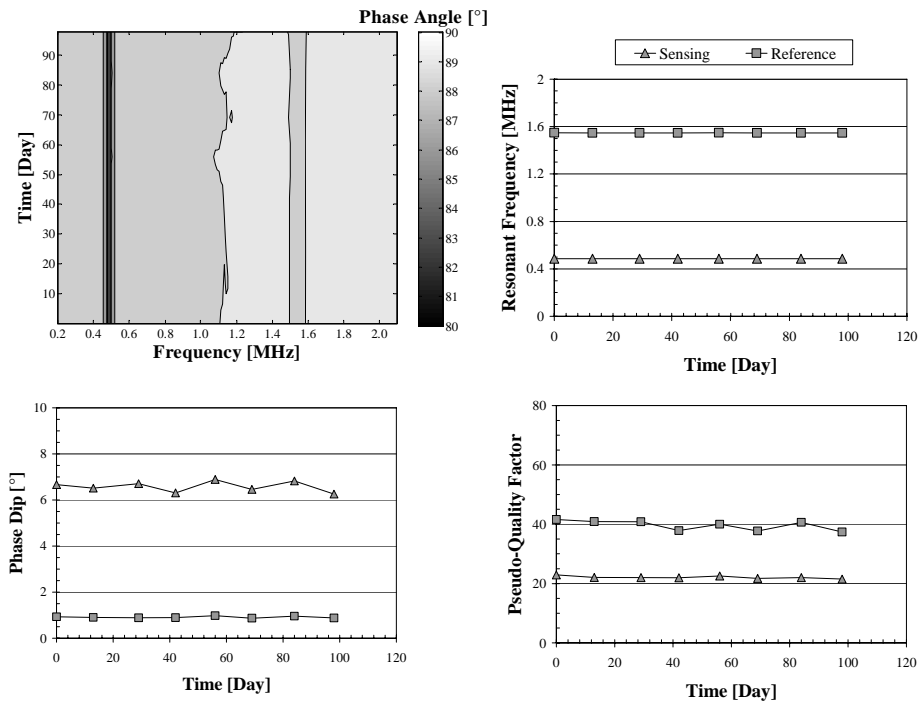 Phase Angle [°]
90
80
70
60
50
40
30
20
10
Time [Day]
0.2 0.4 0.6 0.8 1.0 1.2 1.4 1.6 1.8 2.0
Frequency [MHz]
90
89
88
87
86
85
84
83
82
81
80
Sensing Reference
2
1.6
1.2
0.8
0.4
0
Resonant Frequency [MHz]
0 20 40 60 80 100 120
Time [Day]
10
8
6
4
2
0
Phase Dip [°]
0 20 40 60 80 100 120
Time [Day]
80
60
40
20
0
Pseudo-Quality Factor
0 20 40 60 80 100 120
Time [Day]